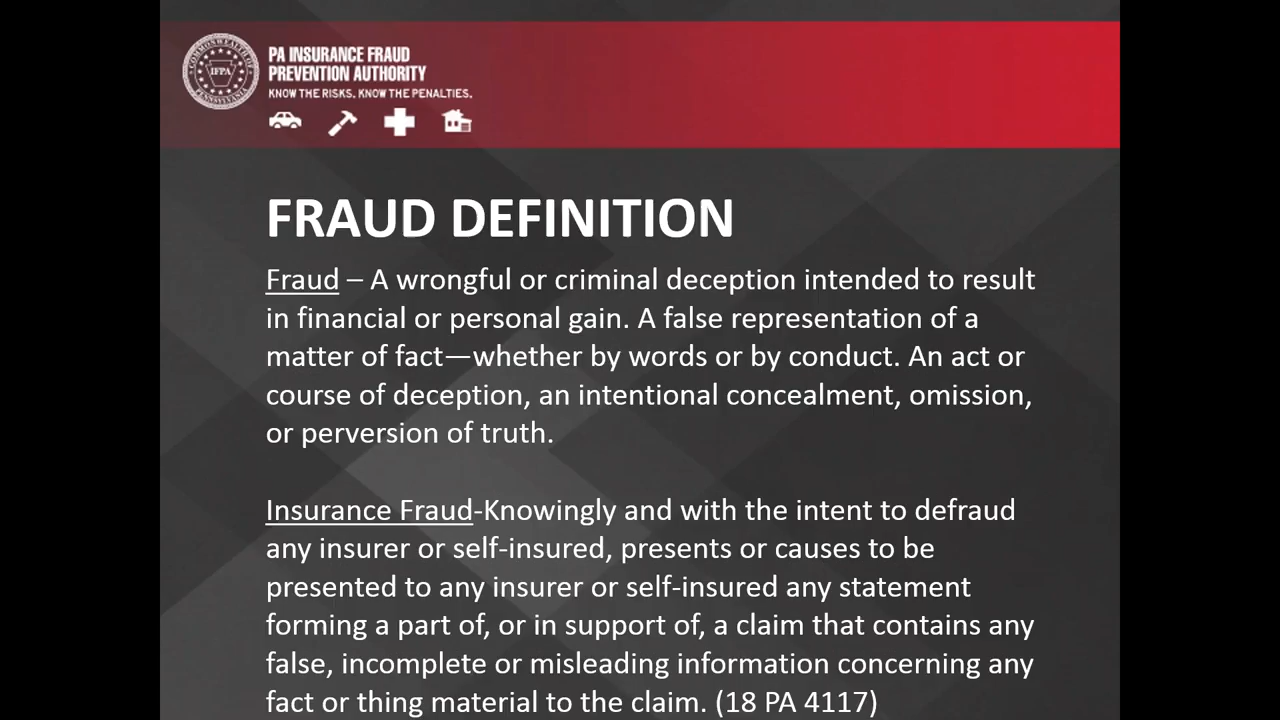 COMMONWEALTH OF
IFPA
PENNSYLVANIA
PA INSURANCE FRAUD
PREVENTION AUTHORITY
KNOW THE RISKS. KNOW THE PENALTIES.
FRAUD DEFINITION
Fraud – A wrongful or criminal deception intended to result
in financial or personal gain. A false representation of a
matter of fact—whether by words or by conduct. An act or
course of deception, an intentional concealment, omission,
or perversion of truth.
Insurance Fraud-Knowingly and with the intent to defraud
any insurer or self-insured, presents or causes to be
presented to any insurer or self-insured any statement
forming a part of, or in support of, a claim that contains any
false, incomplete or misleading information concerning any
fact or thing material to the claim. (18 PA 4117)